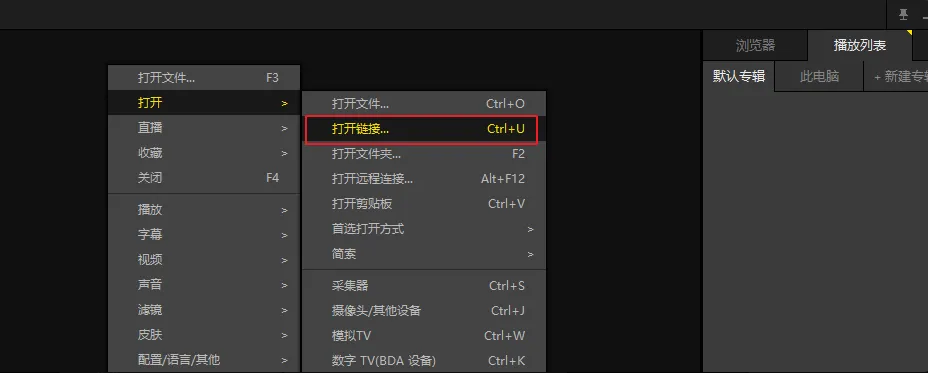 浏览器 播放列表
默认专辑 此电脑 + 新建专辑
打开文件... F3
打开 >
直播 >
收藏 >
关闭 F4
播放 >
字幕 >
视频 >
声音 >
滤镜 >
皮肤 >
配置/语言/其他 >
打开文件... Ctrl+O
打开链接... Ctrl+U
打开文件夹... F2
打开远程连接... Alt+F12
打开剪贴板 Ctrl+V
首选打开方式 >
简索 >
采集器 Ctrl+S
摄像头/其他设备 Ctrl+J
模拟TV Ctrl+W
数字 TV(BDA 设备) Ctrl+K